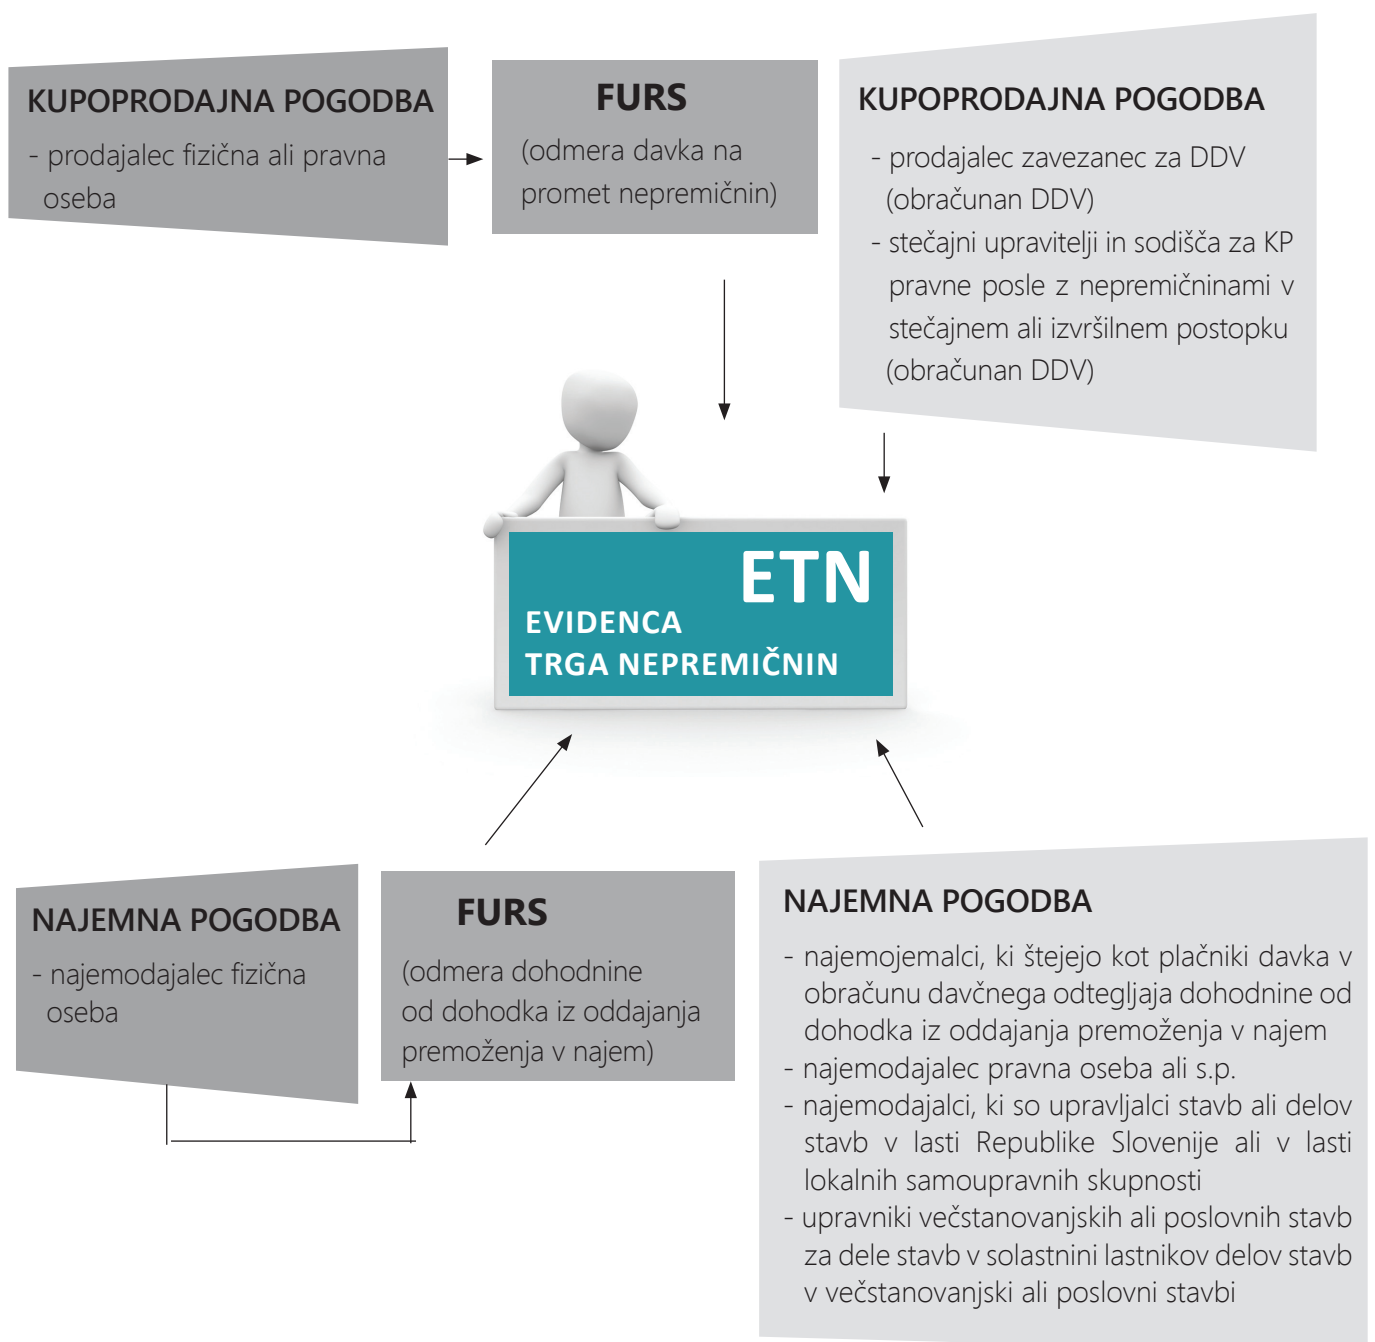 KUPOPRODAJNA POGODBA
- prodajalec fizična ali pravna
oseba
FURS
(odmera davka na
promet nepremičnin)
KUPOPRODAJNA POGODBA
- prodajalec zavezanec za DDV
(obračunan DDV)
- stečajni upravitelji in sodišča za KP
pravne posle z nepremičninami v
stečajnem ali izvršilnem postopku
(obračunan DDV)
ETN
EVIDENCA
TRGA NEPREMIČNIN
NAJEMNA POGODBA
- najemodajalec fizična
oseba
FURS
(odmera dohodnine
od dohodka iz oddajanja
premoženja v najem)
NAJEMNA POGODBA
- najemojemalci, ki štejejo kot plačniki davka v
obračunu davčnega odtegljaja dohodnine od
dohodka iz oddajanja premoženja v najem
- najemodajalec pravna oseba ali s.p.
- najemodajalci, ki so upravljalci stavb ali delov
stavb v lasti Republike Slovenije ali v lasti
lokalnih samoupravnih skupnosti
- upravniki večstanovanjskih ali poslovnih stavb
za dele stavb v solastnini lastnikov delov stavb
v večstanovanjski ali poslovni stavbi